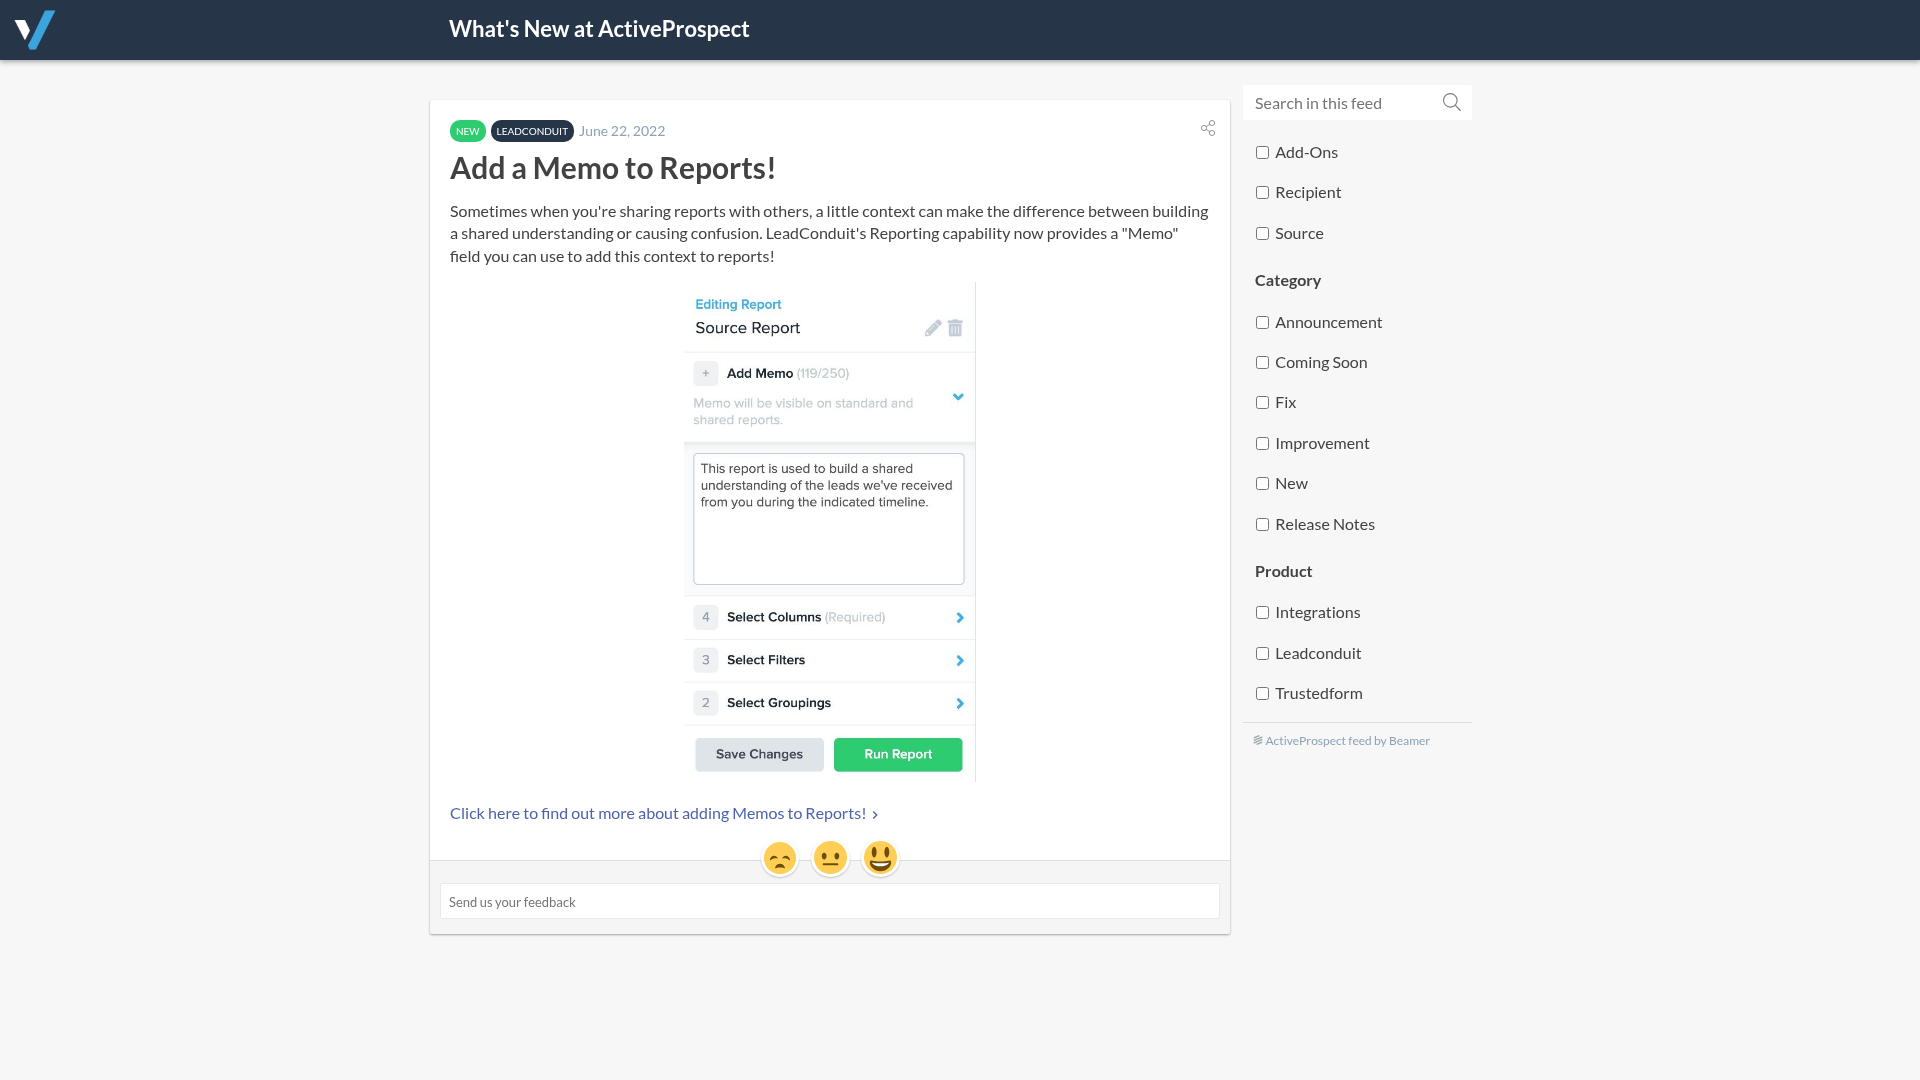 What's New at ActiveProspect
NEW LEADCONDUIT June 22, 2022
Add a Memo to Reports!
Sometimes when you're sharing reports with others, a little context can make the difference between building
a shared understanding or causing confusion. LeadConduit's Reporting capability now provides a "Memo"
field you can use to add this context to reports!
Editing Report
Source Report
+ Add Memo (119/250)
Memo will be visible on standard and
shared reports.
This report is used to build a shared
understanding of the leads we've received
from you during the indicated timeline.
4 Select Columns (Required)
3 Select Filters
2 Select Groupings
Save Changes Run Report
Click here to find out more about adding Memos to Reports! ›
Send us your feedback
Search in this feed
Add-Ons
Recipient
Source
Category
Announcement
Coming Soon
Fix
Improvement
New
Release Notes
Product
Integrations
Leadconduit
Trustedform
ActiveProspect feed by Beamer